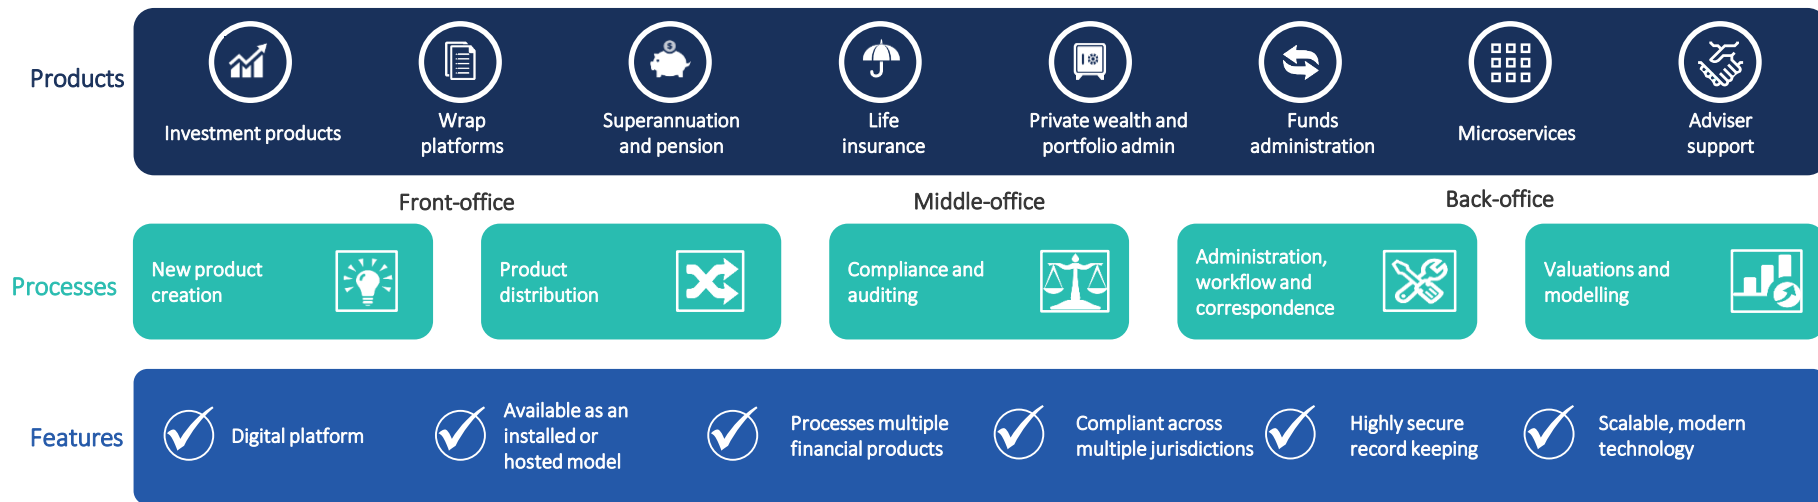 Products
Investment products
Wrap
platforms
Superannuation
and pension
Life
insurance
Private wealth and
portfolio admin
Funds
administration
Microservices
Adviser
support
Front-office
Middle-office
Back-office
Processes
New product
creation
Product
distribution
Compliance and
auditing
Administration,
workflow and
correspondence
Valuations and
modelling
Features
Digital platform
Available as an
installed or
hosted model
Processes multiple
financial products
Compliant across
multiple jurisdictions
Highly secure
record keeping
Scalable, modern
technology